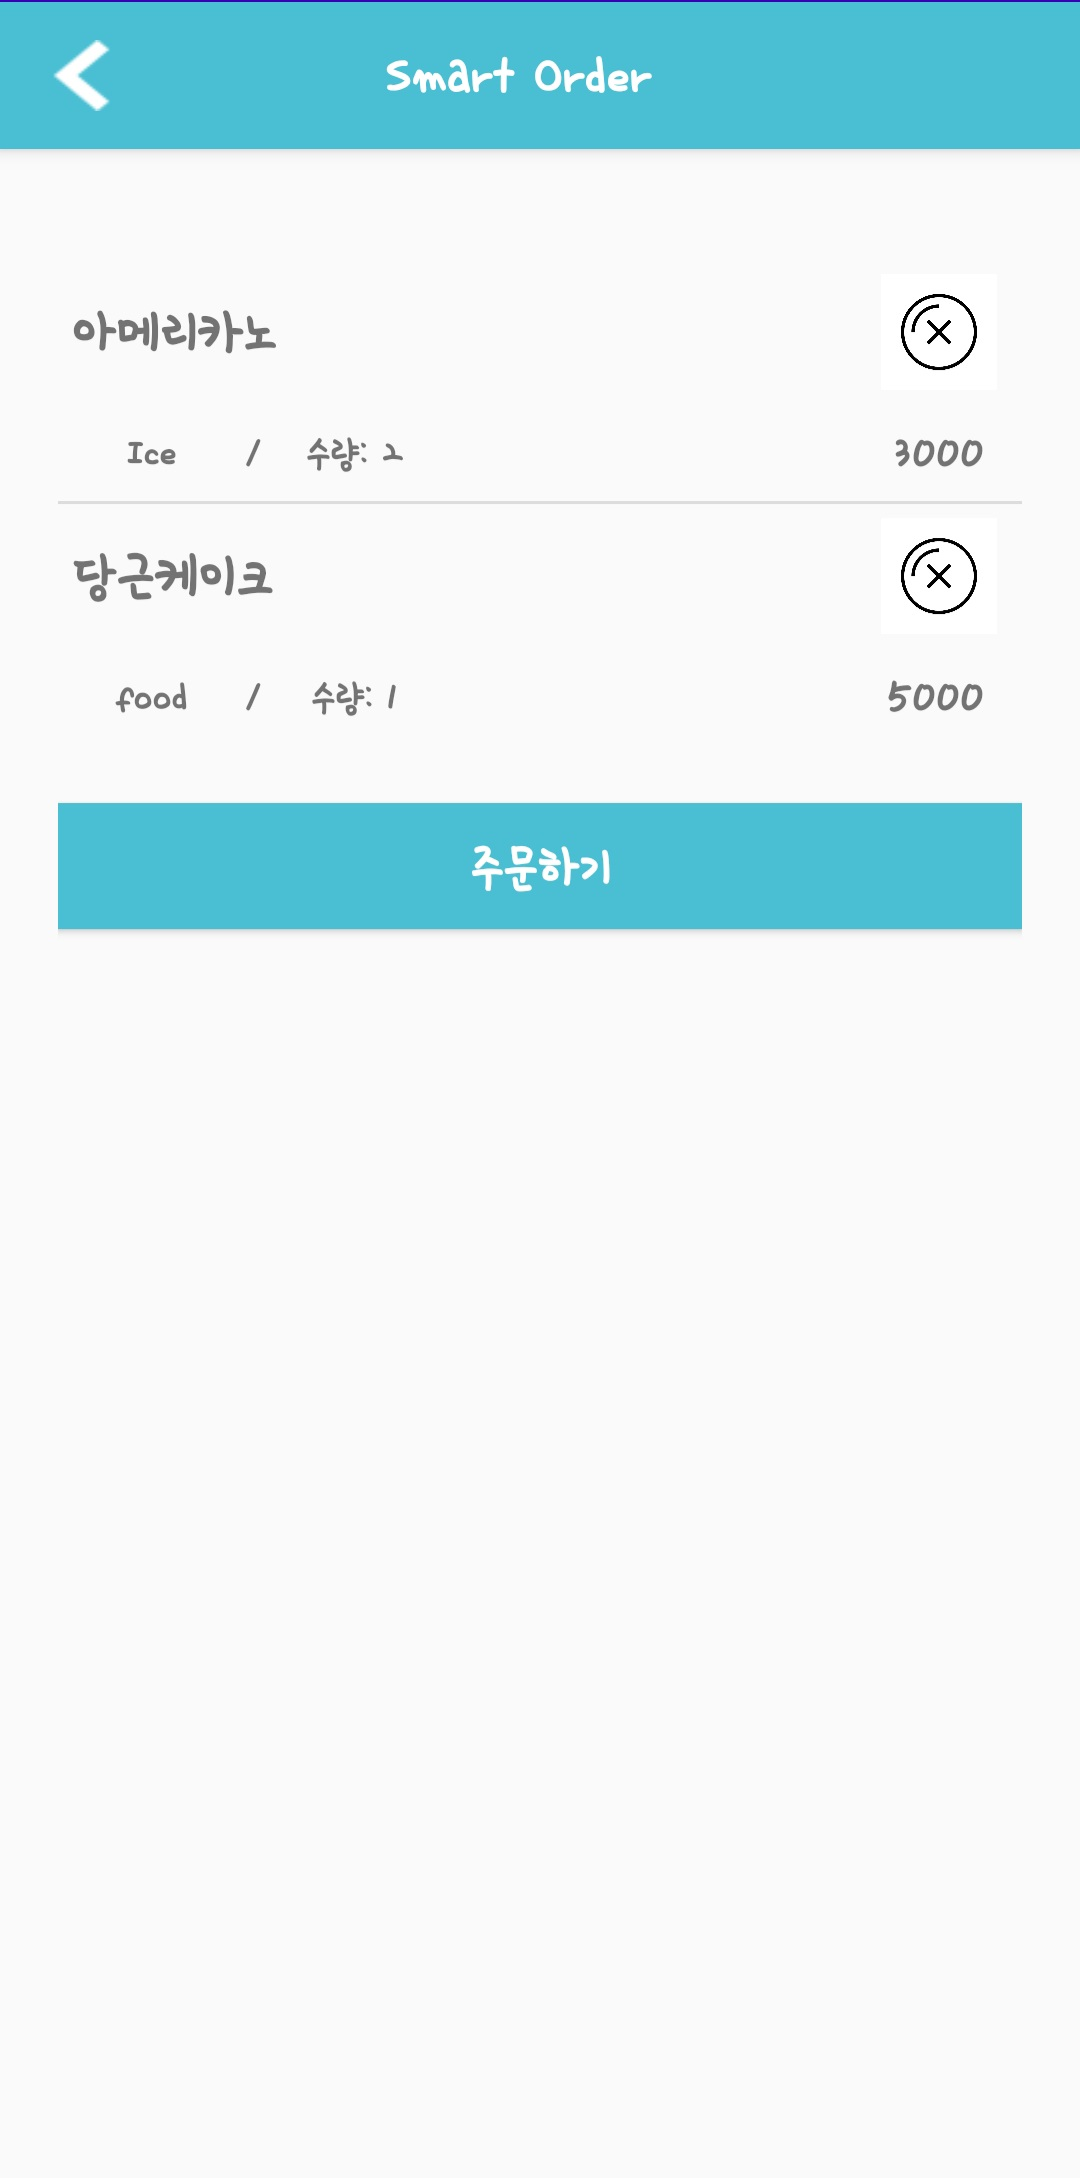 Smart Order
아메리카노
Ice / 수량: 2 3000
당근케이크
food / 수량: 1 5000
주문하기